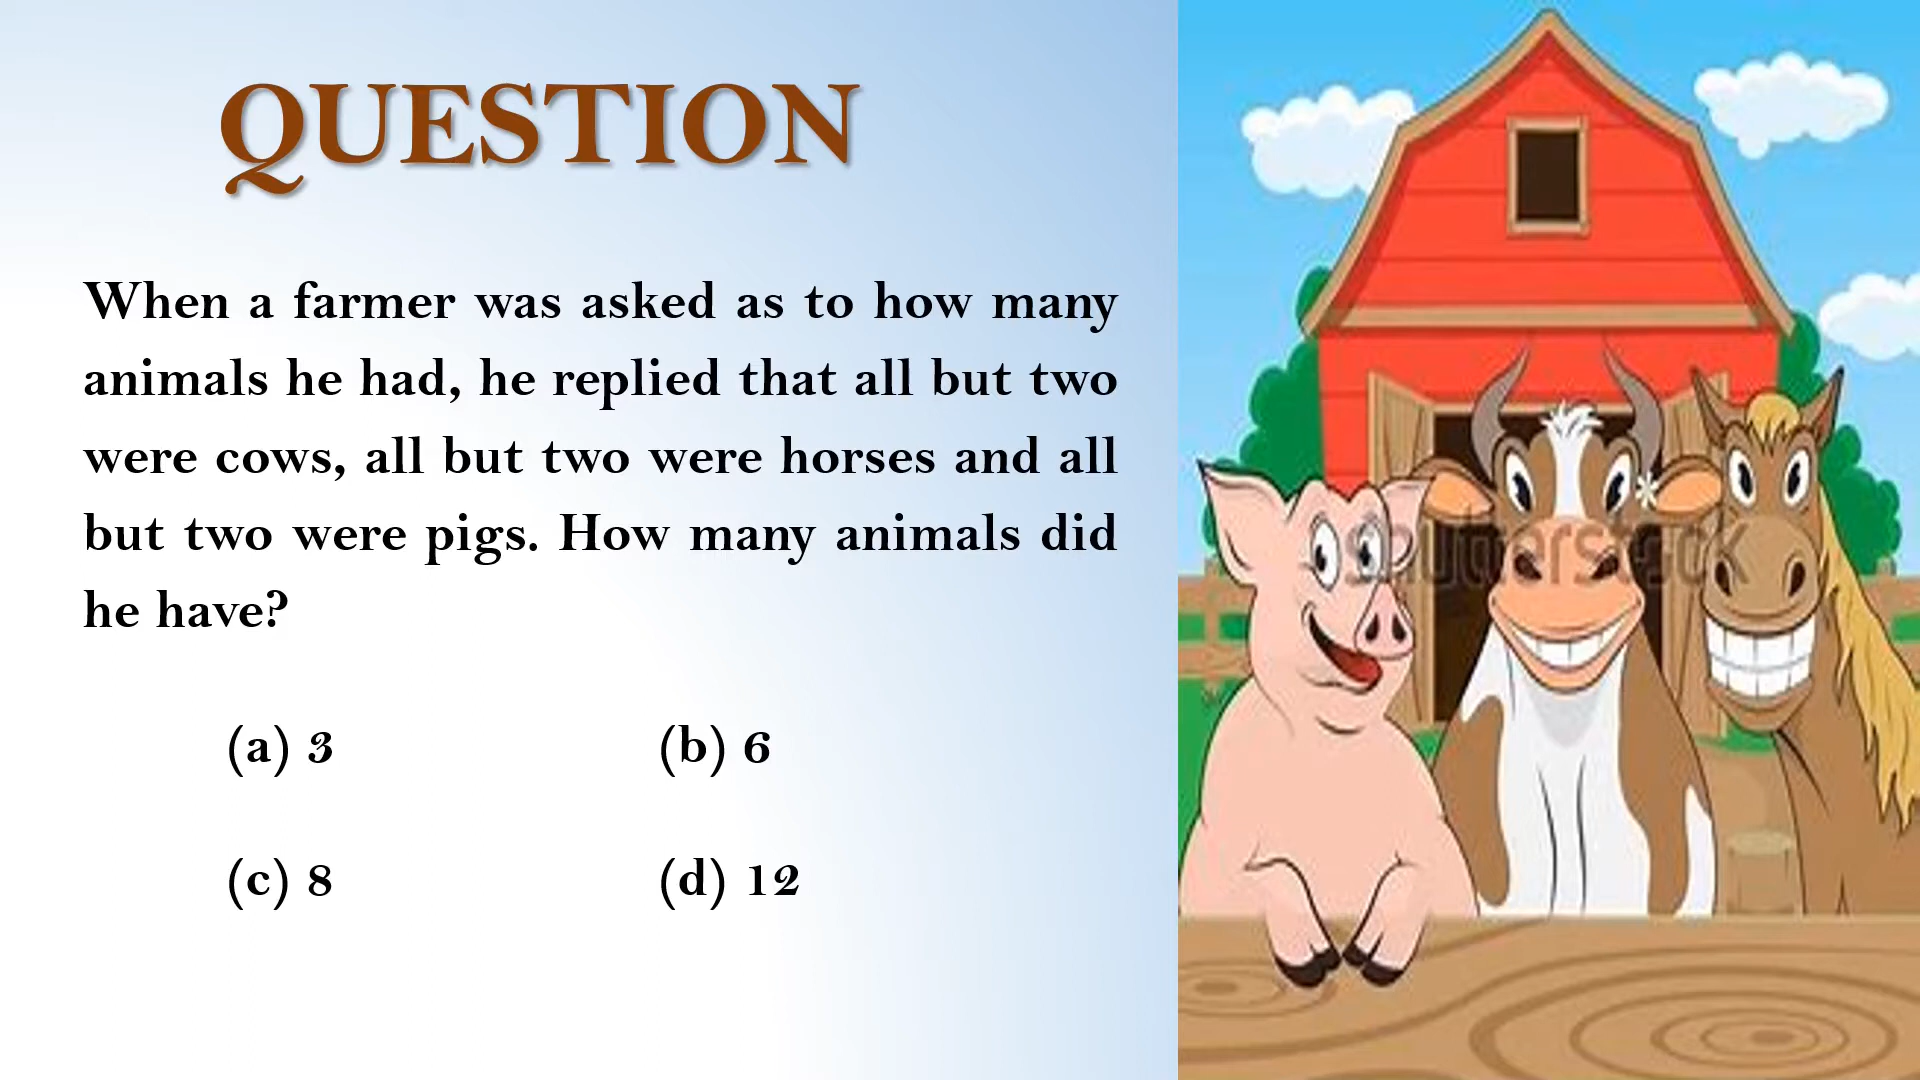 QUESTION
When a farmer was asked as to how many
animals he had, he replied that all but two
were cows, all but two were horses and all
but two were pigs. How many animals did
he have?
(a) 3 (b) 6
(c) 8 (d) 12
shutterstock